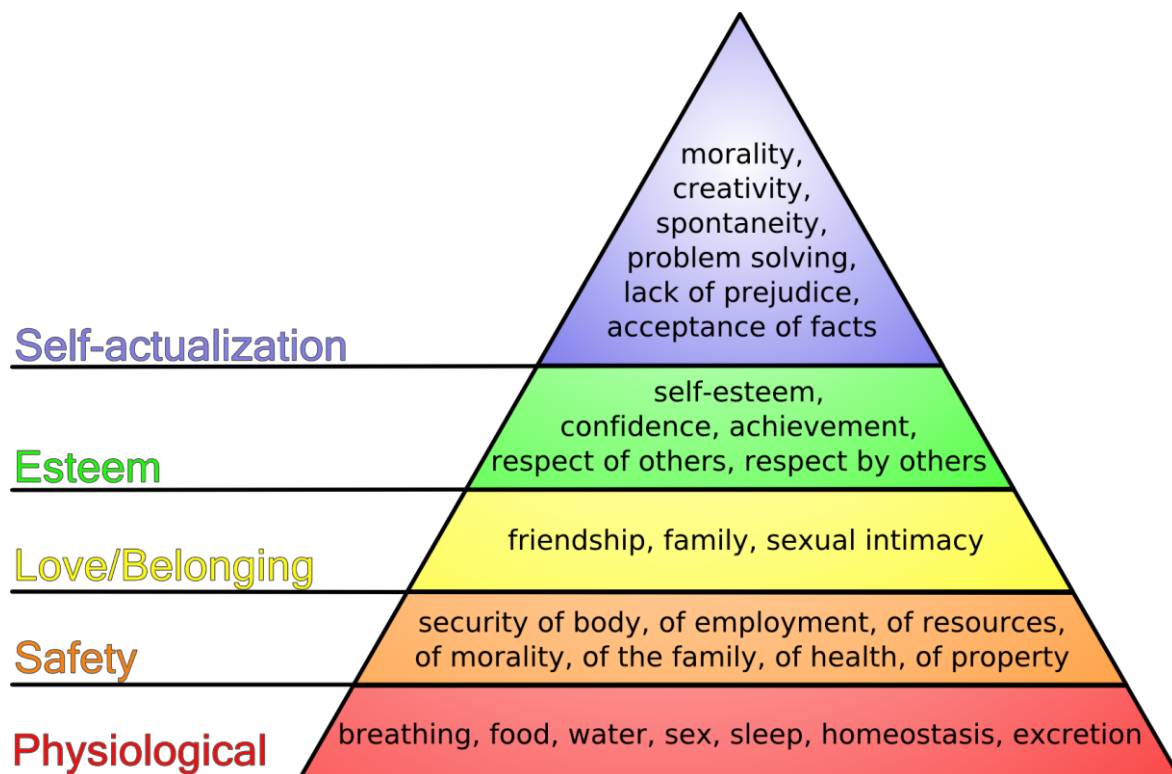 morality,
creativity,
spontaneity,
problem solving,
lack of prejudice,
acceptance of facts
Self-actualization
self-esteem,
confidence, achievement,
respect of others, respect by others
Esteem
friendship, family, sexual intimacy
Love/Belonging
security of body, of employment, of resources,
of morality, of the family, of health, of property
Safety
breathing, food, water, sex, sleep, homeostasis, excretion
Physiological